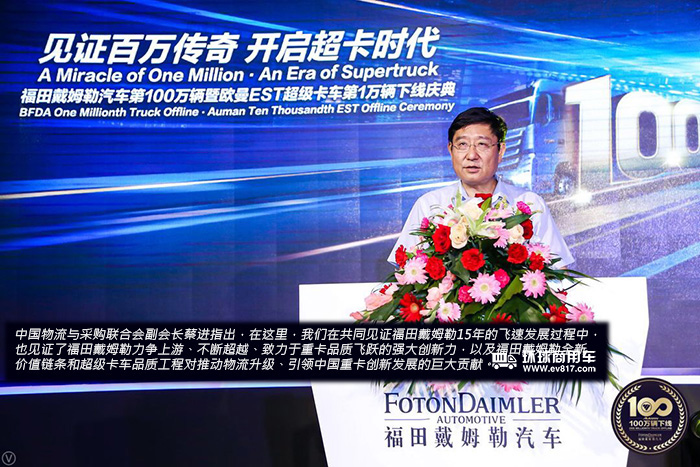 见证百万传奇 开启超卡时代
A Miracle of One Million · An Era of Supertruck
福田戴姆勒汽车第100万辆暨欧曼EST超级卡车第1万辆下线庆典
BFDA One Millionth Truck Offline · Auman Ten Thousandth EST Offline Ceremony
100
中国物流与采购联合会副会长蔡进指出，在这里，我们在共同见证福田戴姆勒15年的飞速发展过程中，
也见证了福田戴姆勒力争上游、不断超越、致力于重卡品质飞跃的强大创新力，以及福田戴姆勒全新
价值链条和超级卡车品质工程对推动物流升级、引领中国重卡创新发展的巨大贡献。
环球商用车
www.ev817.com
FOTONDAIMLER
AUTOMOTIVE
福田戴姆勒汽车
100
100万辆下线